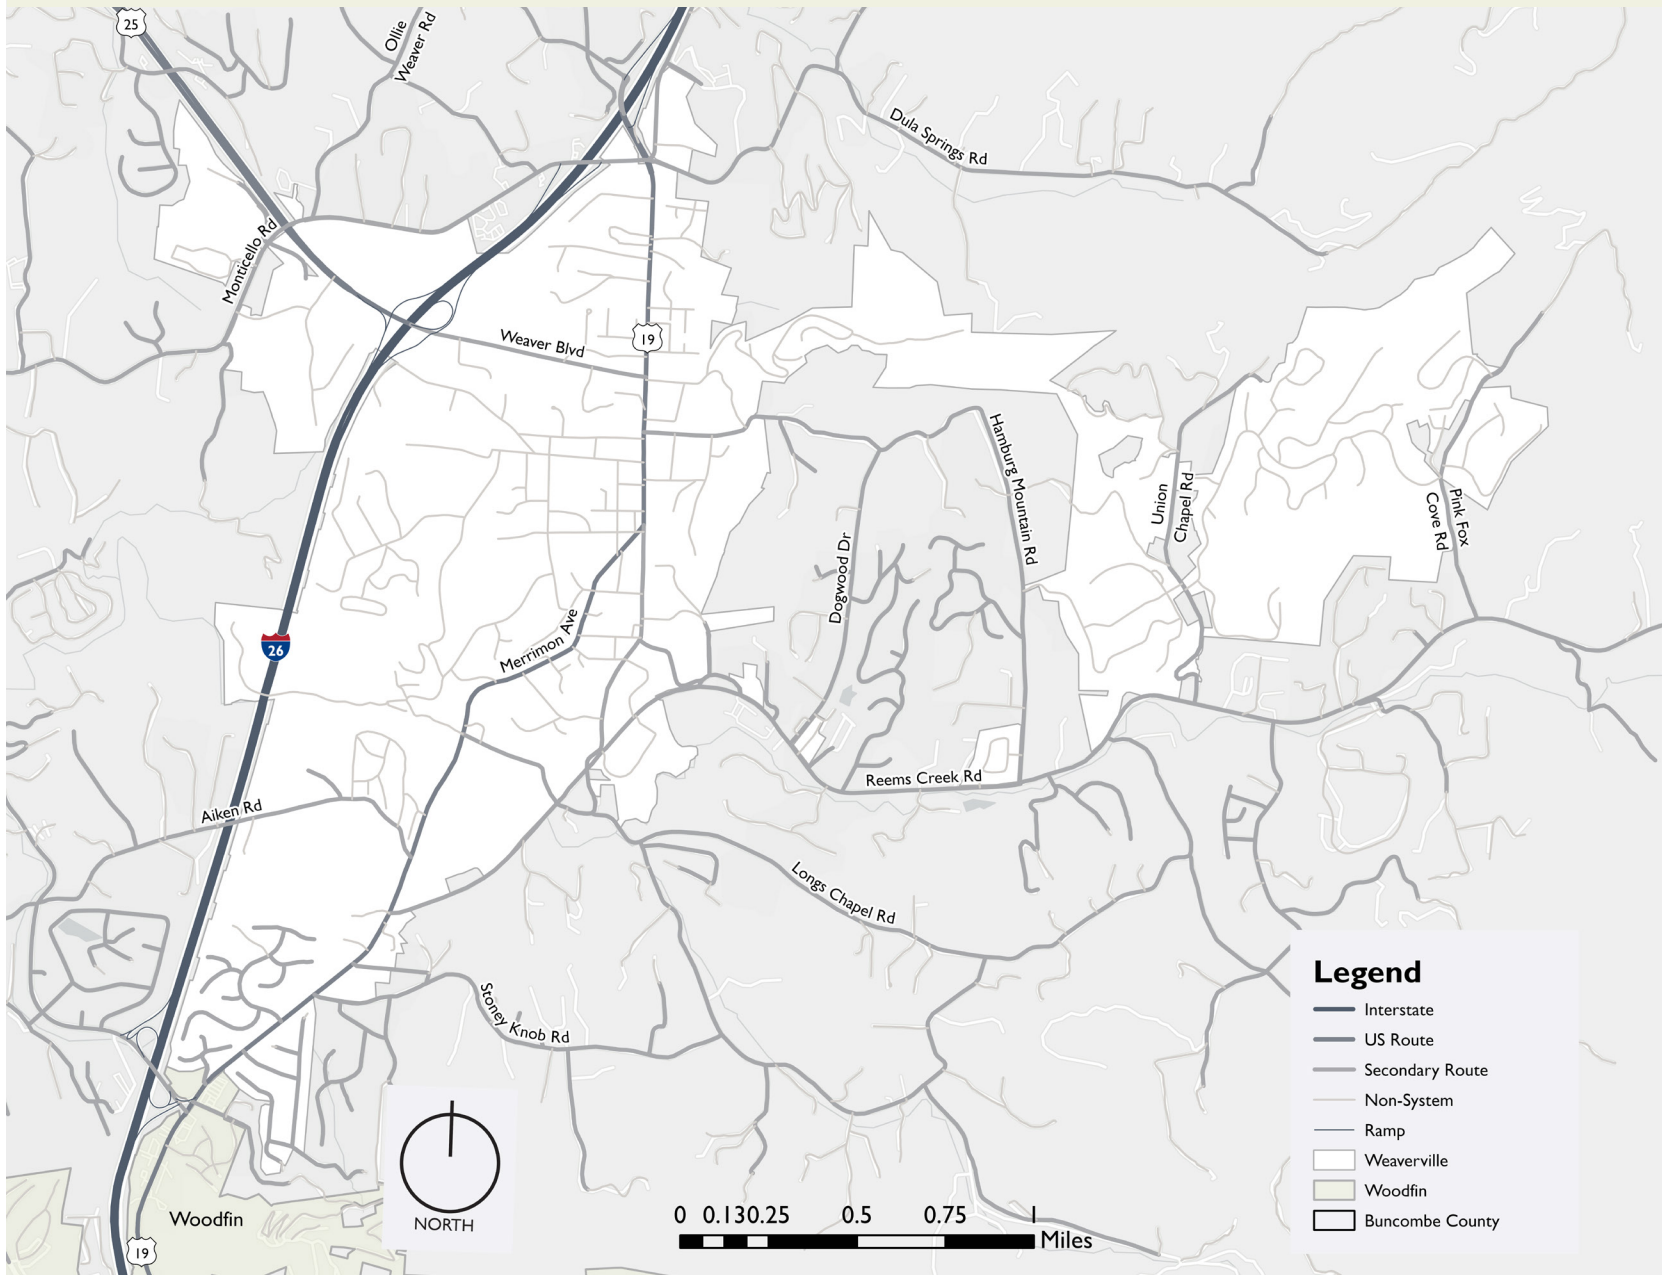 25
Ollie
Weaver Rd
Dula Springs Rd
Monticello Rd
Weaver Blvd
19
Hamburg Mountain Rd
Union
Chapel Rd
Pink Fox
Cove Rd
Dogwood Dr
Merrimon Ave
26
Reems Creek Rd
Aiken Rd
Longs Chapel Rd
Stoney Knob Rd
Woodfin
19
NORTH
0 0.130.25 0.5 0.75 1
Miles
Legend
Interstate
US Route
Secondary Route
Non-System
Ramp
Weaverville
Woodfin
Buncombe County